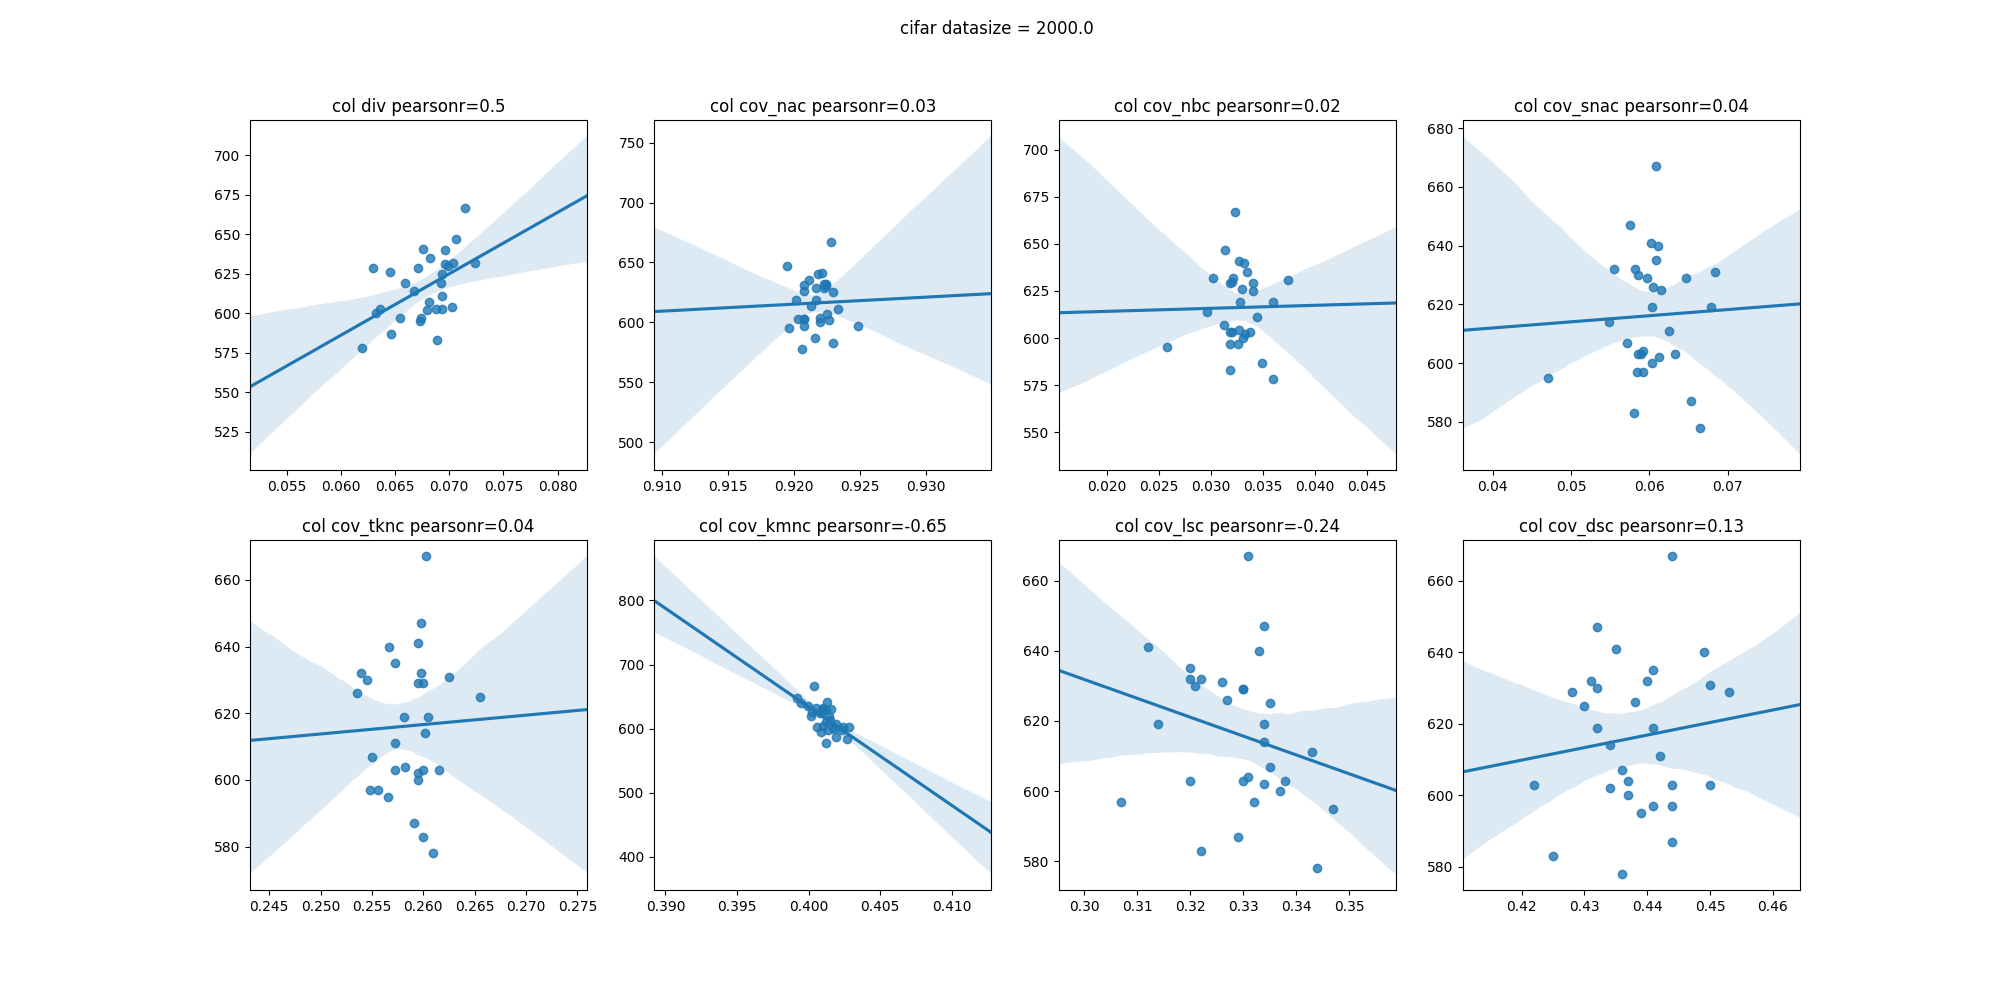 cifar datasize = 2000.0
col div pearsonr=0.5
700
675
650
625
600
575
550
525
0.055 0.060 0.065 0.070 0.075 0.080
col cov_nac pearsonr=0.03
750
700
650
600
550
500
0.910 0.915 0.920 0.925 0.930
col cov_nbc pearsonr=0.02
700
675
650
625
600
575
550
0.020 0.025 0.030 0.035 0.040 0.045
col cov_snac pearsonr=0.04
680
660
640
620
600
580
0.04 0.05 0.06 0.07
col cov_tknc pearsonr=0.04
660
640
620
600
580
0.245 0.250 0.255 0.260 0.265 0.270 0.275
col cov_kmnc pearsonr=-0.65
800
700
600
500
400
0.390 0.395 0.400 0.405 0.410
col cov_lsc pearsonr=-0.24
660
640
620
600
580
0.30 0.31 0.32 0.33 0.34 0.35
col cov_dsc pearsonr=0.13
660
640
620
600
580
0.42 0.43 0.44 0.45 0.46